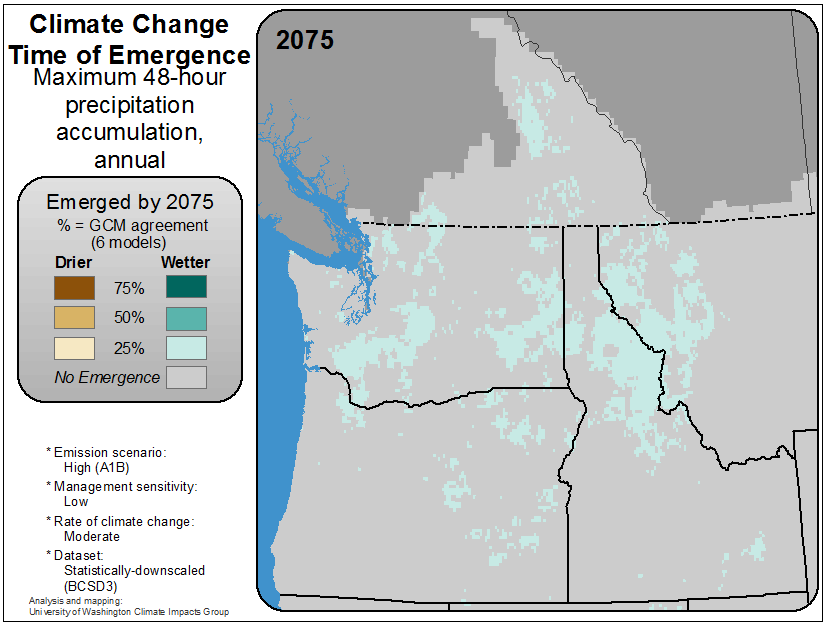 Climate Change
Time of Emergence
Maximum 48-hour
precipitation
accumulation,
annual
2075
Emerged by 2075
% = GCM agreement
(6 models)
Drier Wetter
75%
50%
25%
No Emergence
* Emission scenario:
High (A1B)
* Management sensitivity:
Low
* Rate of climate change:
Moderate
* Dataset:
Statistically-downscaled
(BCSD3)
Analysis and mapping:
University of Washington Climate Impacts Group